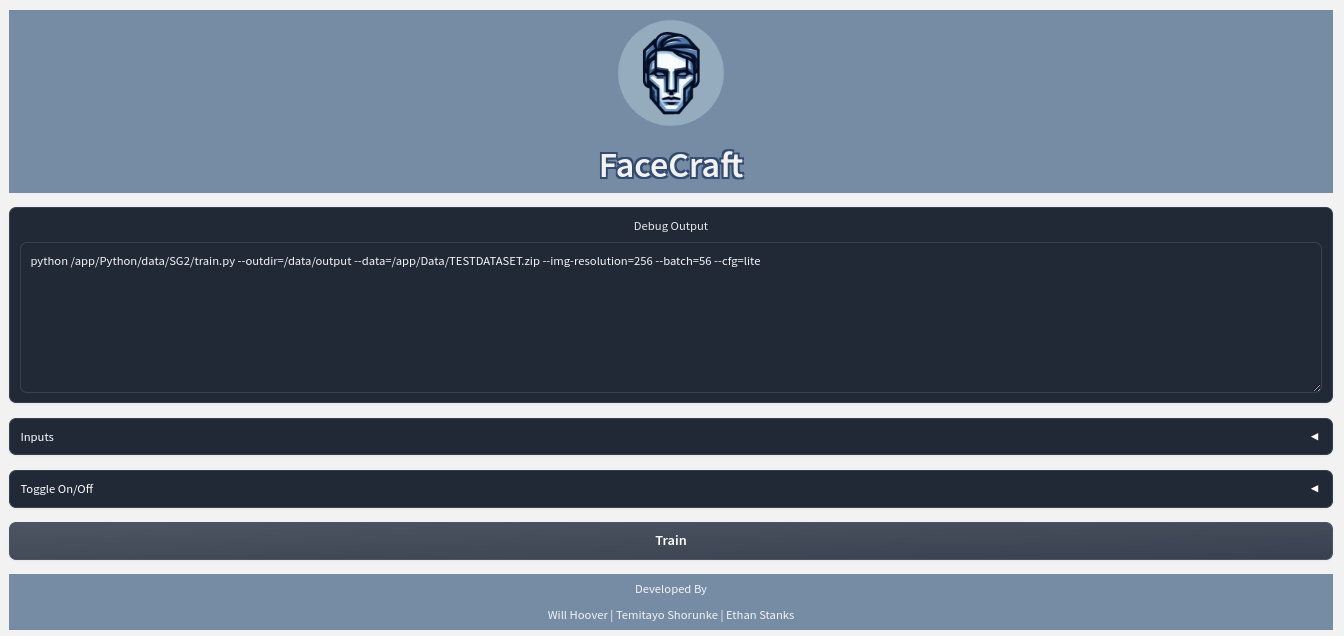 FaceCraft
Debug Output
python /app/Python/data/SG2/train.py --outdir=/data/output --data=/app/Data/TESTDATASET.zip --img-resolution=256 --batch=56 --cfg=lite
Inputs
Toggle On/Off
Train
Developed By
Will Hoover | Temitayo Shorunke | Ethan Stanks